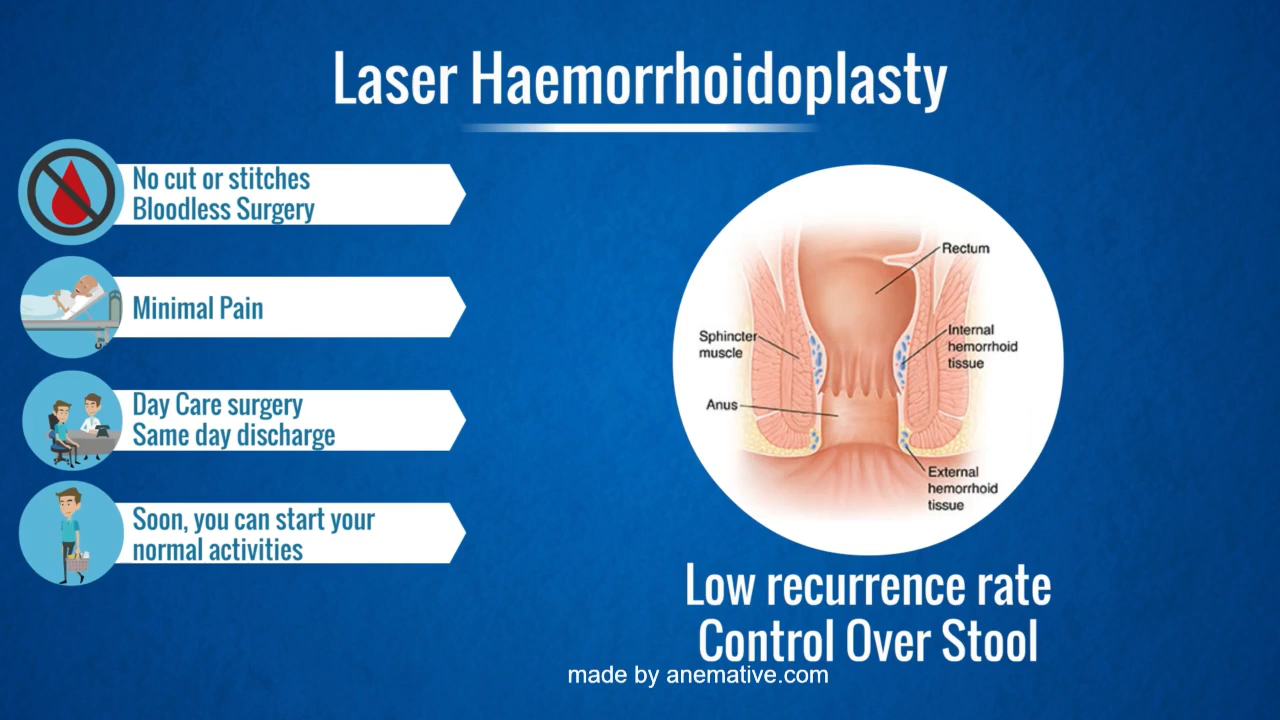 Laser Haemorrhoidoplasty
No cut or stitches
Bloodless Surgery
Minimal Pain
Day Care surgery
Same day discharge
Soon, you can start your
normal activities
Rectum
Sphincter
muscle
Internal
hemorrhoid
tissue
Anus
External
hemorrhoid
tissue
Low recurrence rate
Control Over Stool
made by anemative.com